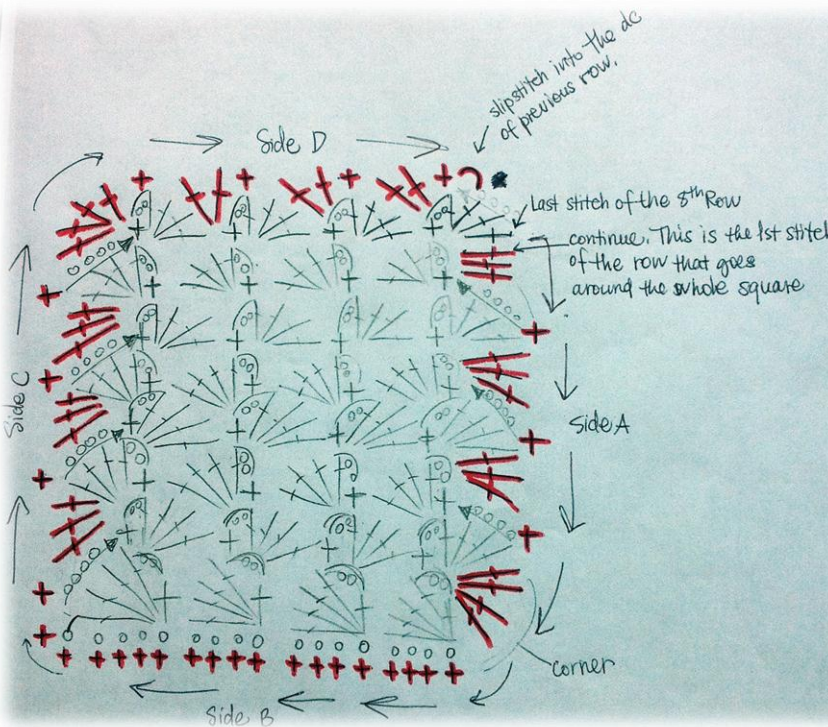 slipstitch into the dc
of previous row.
Side D
Last stitch of the 8th Row
continue. This is the 1st stitch
of the row that goes
around the whole square
Side C
Side A
corner
Side B